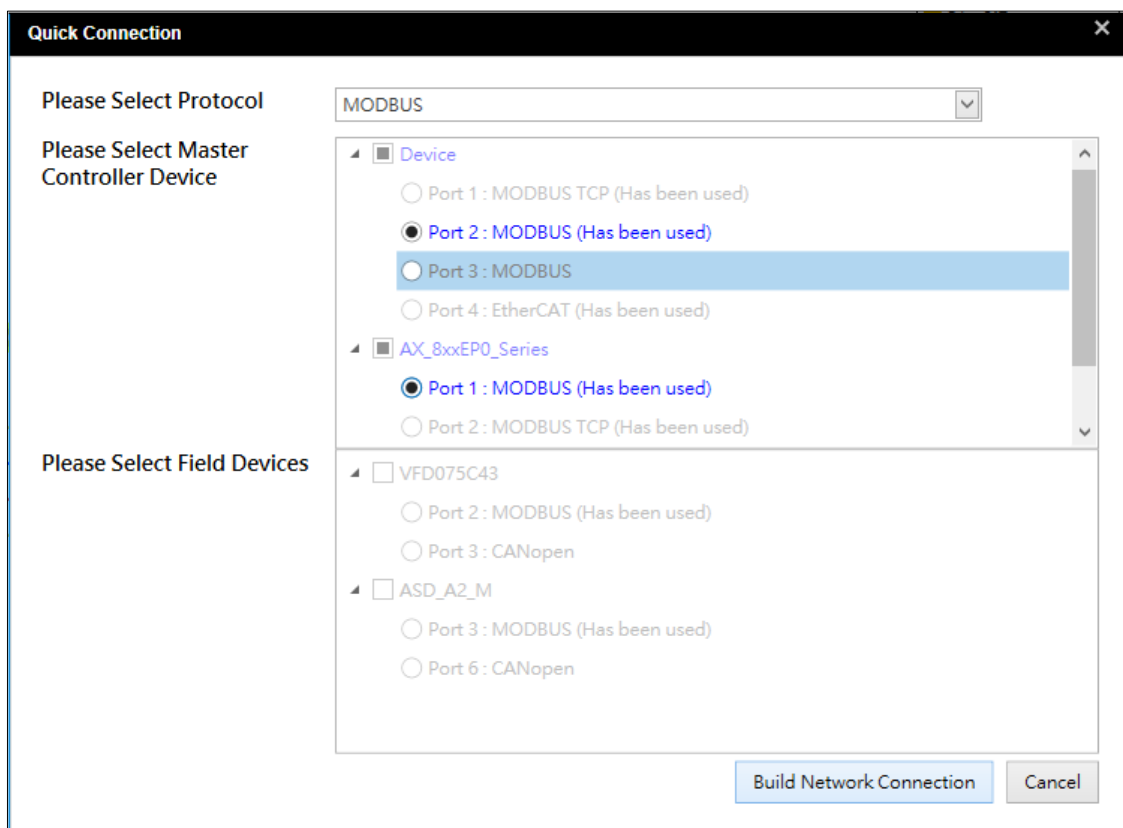 Quick Connection
Please Select Protocol
MODBUS
Please Select Master
Controller Device
Device
Port 1 : MODBUS TCP (Has been used)
Port 2 : MODBUS (Has been used)
Port 3 : MODBUS
Port 4 : EtherCAT (Has been used)
AX_8xxEP0_Series
Port 1 : MODBUS (Has been used)
Port 2 : MODBUS TCP (Has been used)
Please Select Field Devices
VFD075C43
Port 2 : MODBUS (Has been used)
Port 3 : CANopen
ASD_A2_M
Port 3 : MODBUS (Has been used)
Port 6 : CANopen
Build Network Connection
Cancel